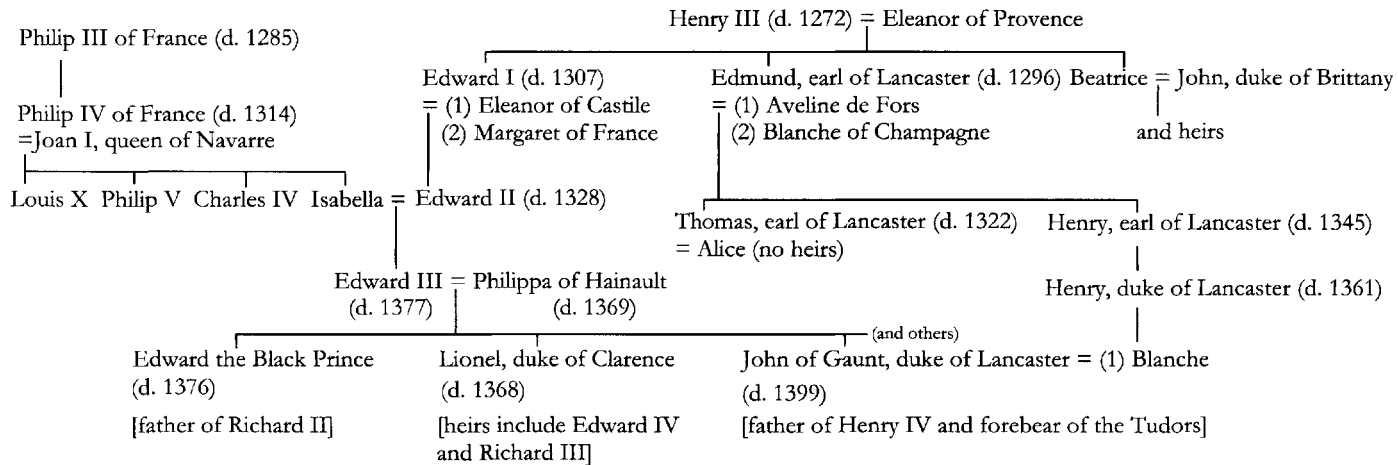 Henry III (d. 1272) = Eleanor of Provence
Philip III of France (d. 1285)
Edward I (d. 1307)
= (1) Eleanor of Castile
(2) Margaret of France
Edmund, earl of Lancaster (d. 1296)
= (1) Aveline de Fors
(2) Blanche of Champagne
Beatrice = John, duke of Brittany
and heirs
Philip IV of France (d. 1314)
=Joan I, queen of Navarre
Louis X Philip V Charles IV Isabella = Edward II (d. 1328)
Thomas, earl of Lancaster (d. 1322)
= Alice (no heirs)
Henry, earl of Lancaster (d. 1345)
Edward III = Philippa of Hainault
(d. 1377) (d. 1369)
Henry, duke of Lancaster (d. 1361)
(and others)
Edward the Black Prince
(d. 1376)
[father of Richard II]
Lionel, duke of Clarence
(d. 1368)
[heirs include Edward IV
and Richard III]
John of Gaunt, duke of Lancaster = (1) Blanche
(d. 1399)
[father of Henry IV and forebear of the Tudors]